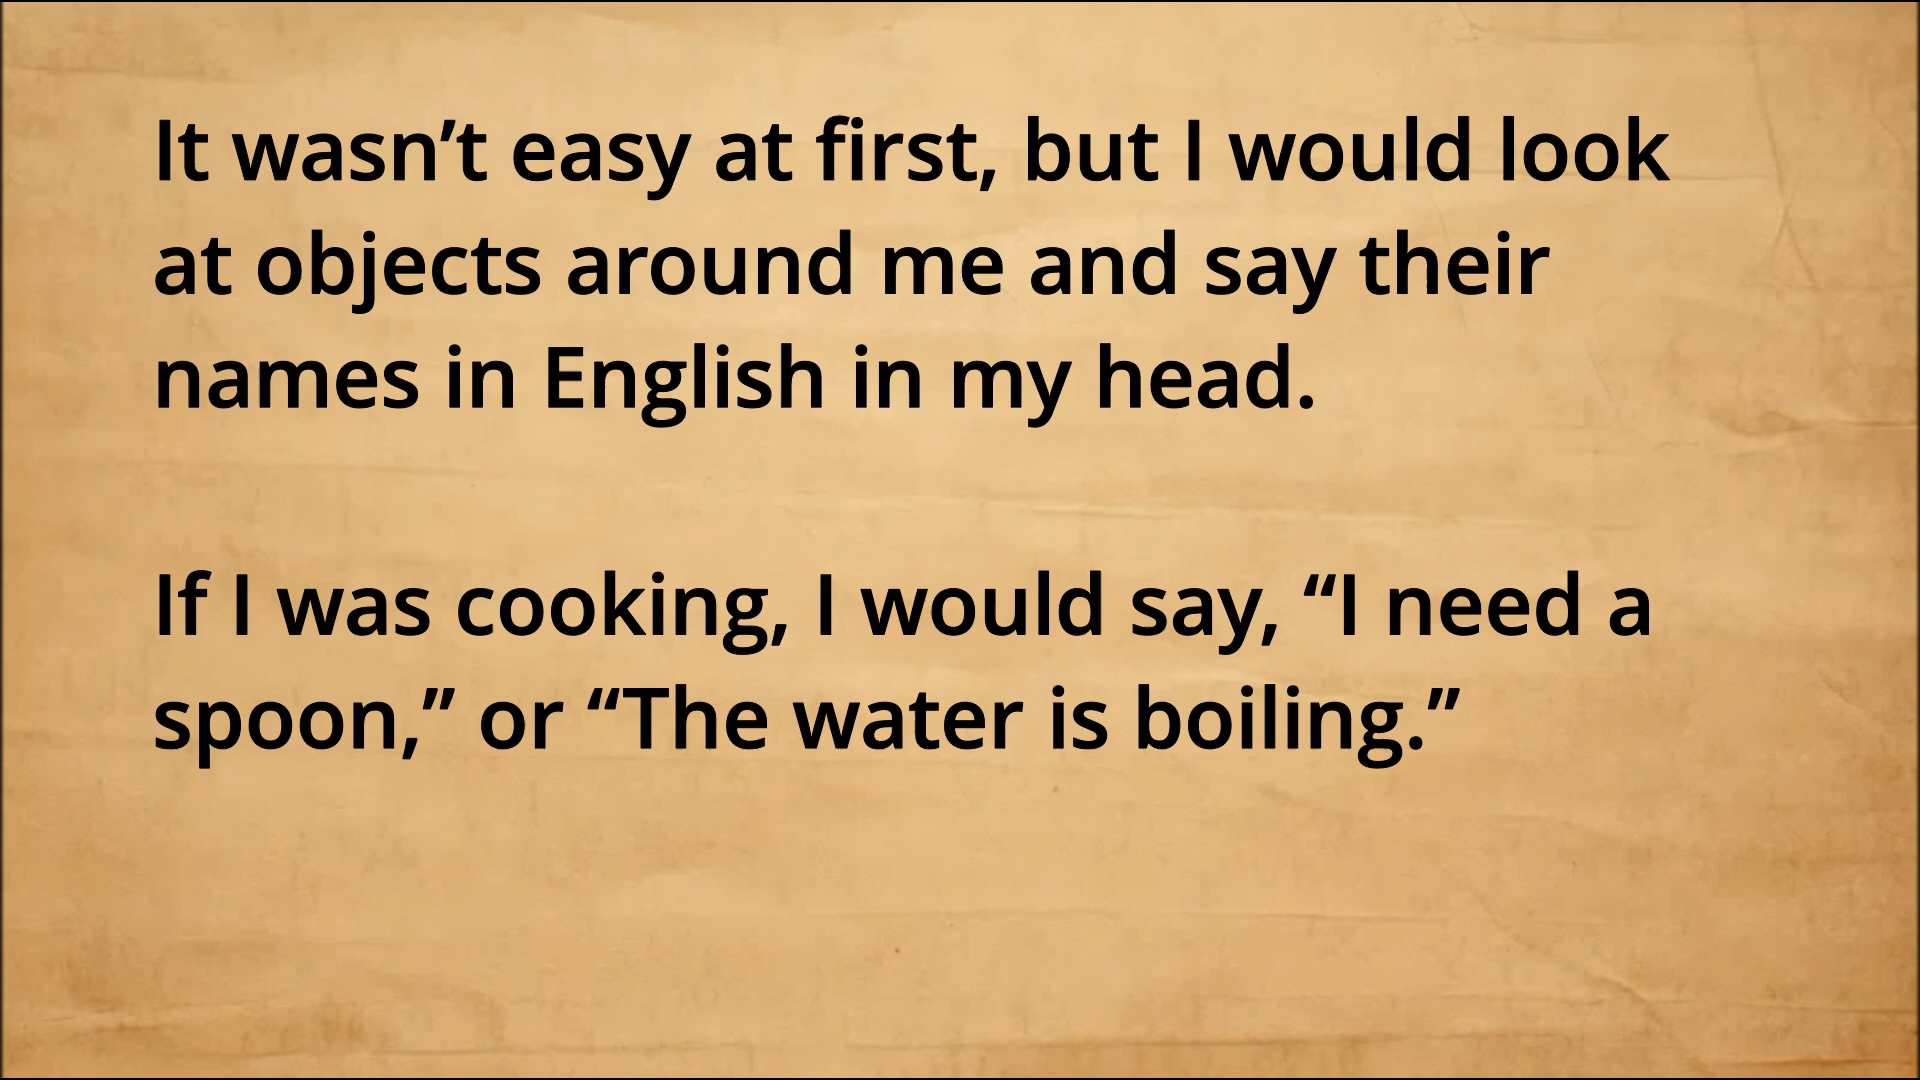 It wasn’t easy at first, but I would look
at objects around me and say their
names in English in my head.
If I was cooking, I would say, “I need a
spoon,” or “The water is boiling.”